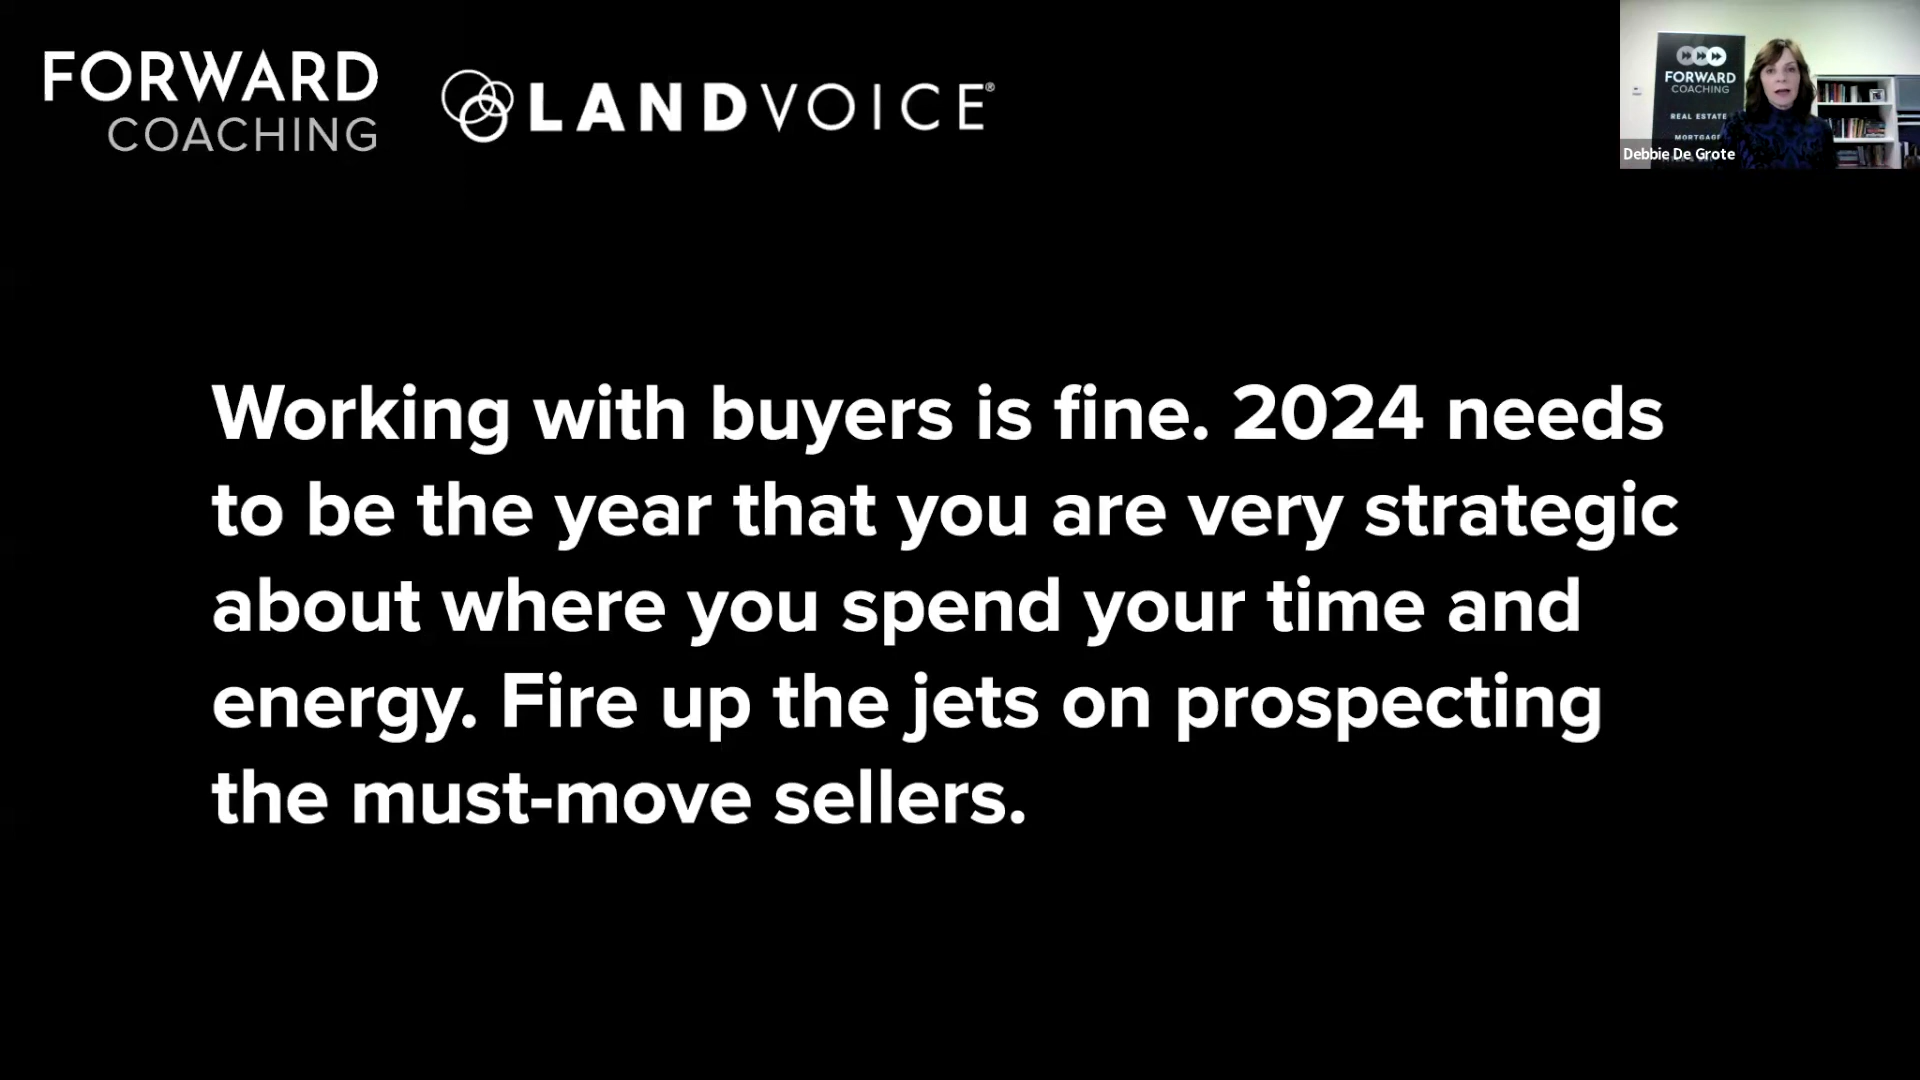 FORWARD
COACHING
LANDVOICE®
FORWARD
COACHING
REAL ESTATE
MORTGAGE
Debbie De Grote
Working with buyers is fine. 2024 needs
to be the year that you are very strategic
about where you spend your time and
energy. Fire up the jets on prospecting
the must-move sellers.